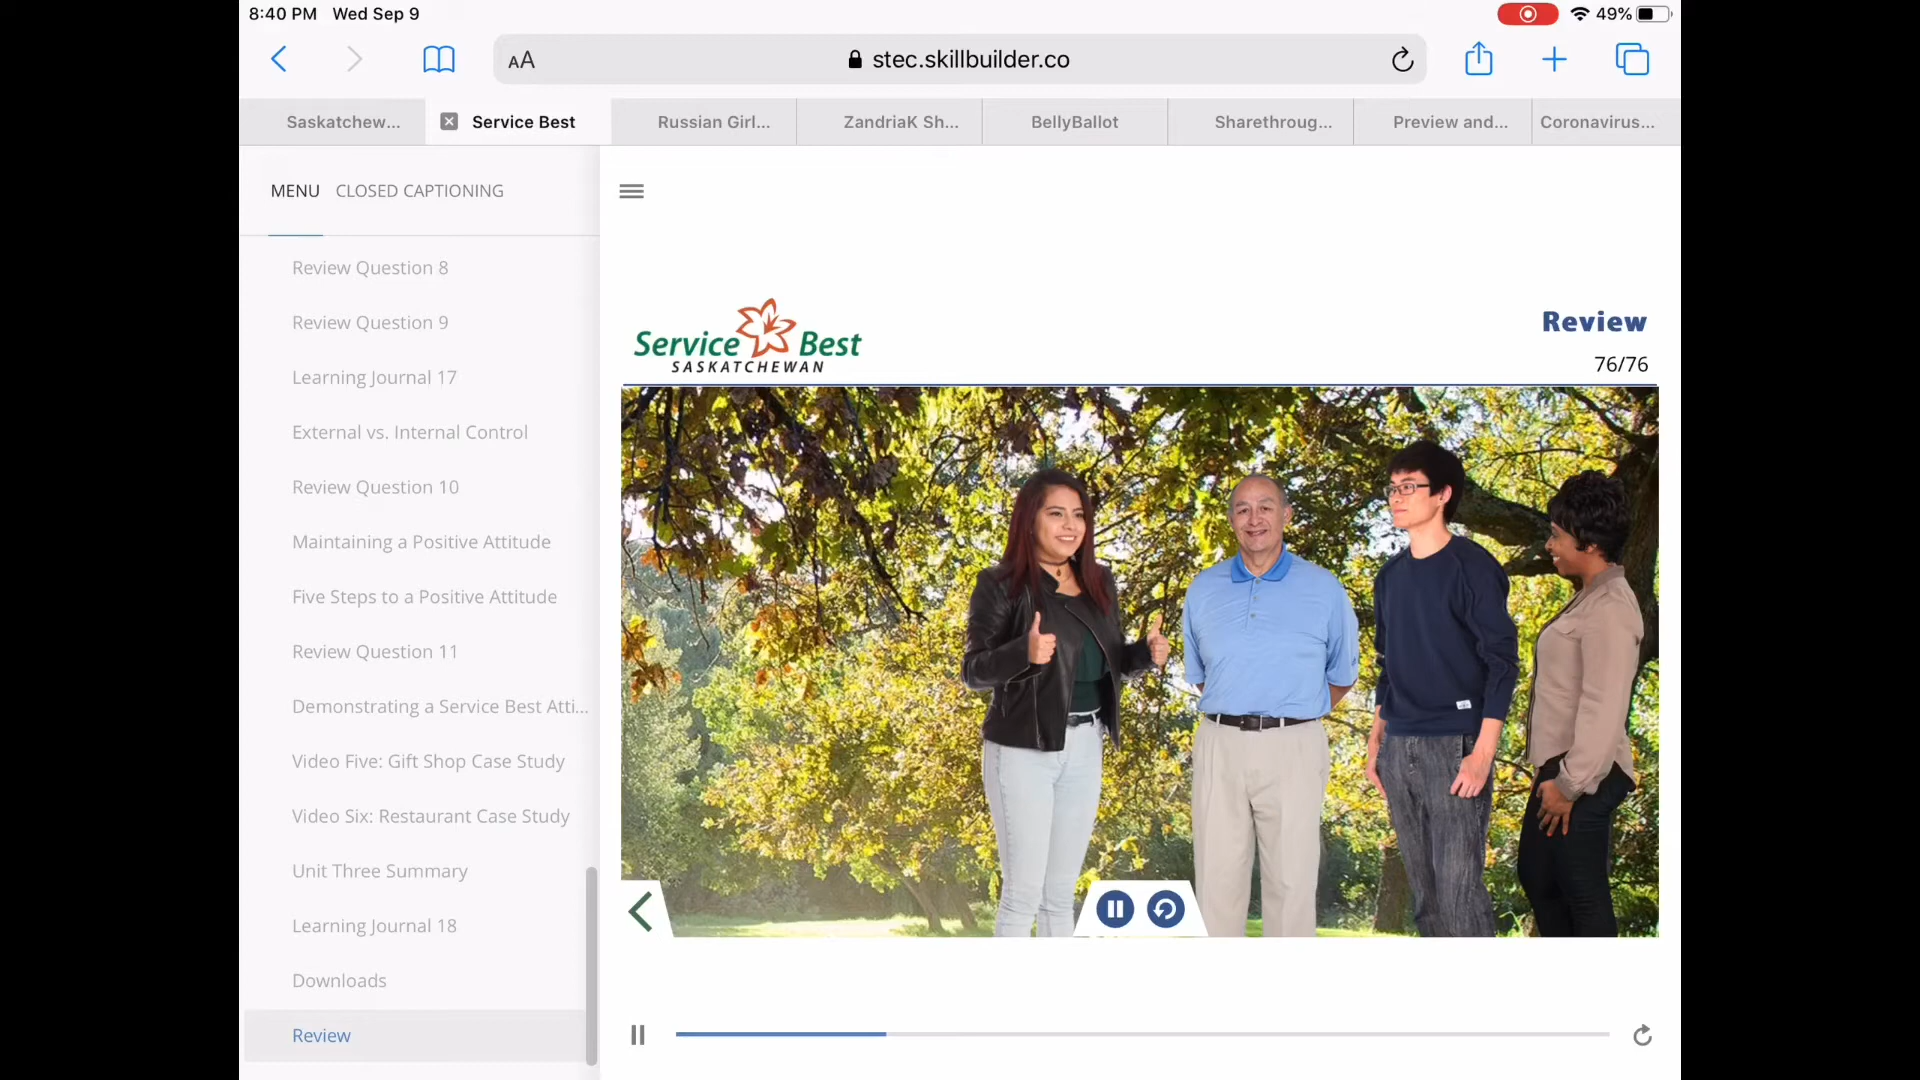 8:40 PM Wed Sep 9
49%
AA
stec.skillbuilder.co
Saskatchew...
Service Best
Russian Girl...
ZandriaK Sh...
BellyBallot
Sharethroug...
Preview and...
Coronavirus...
MENU CLOSED CAPTIONING
Review Question 8
Review Question 9
Learning Journal 17
External vs. Internal Control
Review Question 10
Maintaining a Positive Attitude
Five Steps to a Positive Attitude
Review Question 11
Demonstrating a Service Best Atti...
Video Five: Gift Shop Case Study
Video Six: Restaurant Case Study
Unit Three Summary
Learning Journal 18
Downloads
Review
Service Best
SASKATCHEWAN
Review
76/76